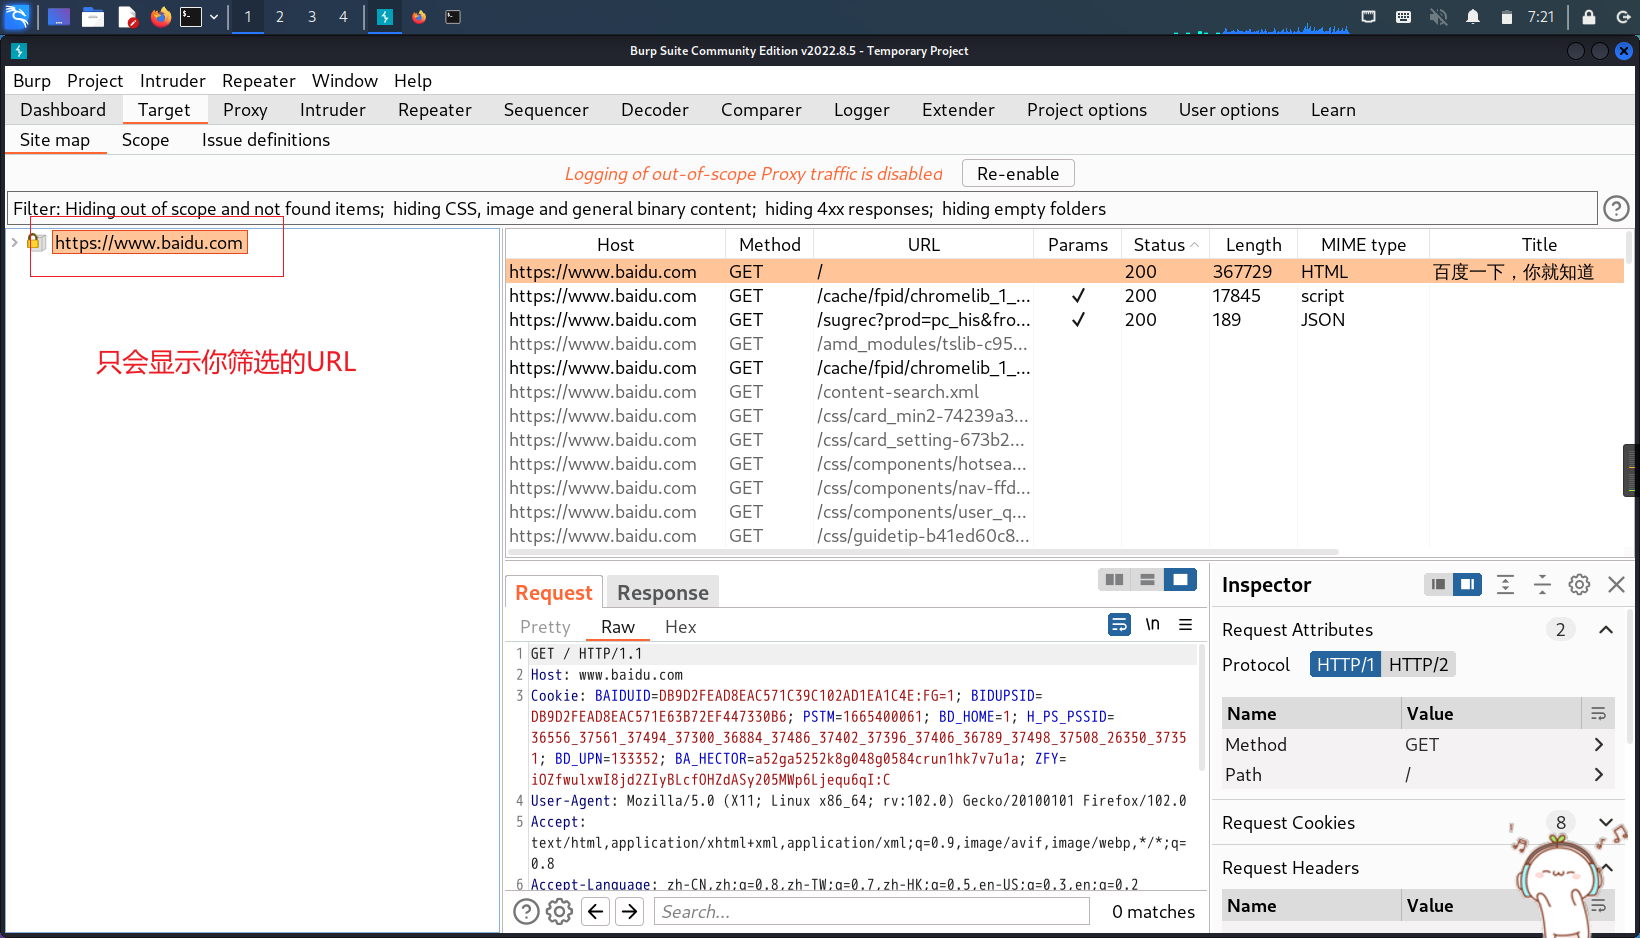 1 2 3 4 7:21
Burp Suite Community Edition v2022.8.5 - Temporary Project
Burp Project Intruder Repeater Window Help
Dashboard Target Proxy Intruder Repeater Sequencer Decoder Comparer Logger Extender Project options User options Learn
Site map Scope Issue definitions
Logging of out-of-scope Proxy traffic is disabled Re-enable
Filter: Hiding out of scope and not found items; hiding CSS, image and general binary content; hiding 4xx responses; hiding empty folders
https://www.baidu.com
只会显示你筛选的URL
Host Method URL Params Status Length MIME type Title
https://www.baidu.com GET / 200 367729 HTML 百度一下，你就知道
https://www.baidu.com GET /cache/fpid/chromelib_1_... ✓ 200 17845 script
https://www.baidu.com GET /sugrec?prod=pc_his&fro... ✓ 200 189 JSON
https://www.baidu.com GET /amd_modules/tslib-c95...
https://www.baidu.com GET /cache/fpid/chromelib_1_...
https://www.baidu.com GET /content-search.xml
https://www.baidu.com GET /css/card_min2-74239a3...
https://www.baidu.com GET /css/card_setting-673b2...
https://www.baidu.com GET /css/components/hotsea...
https://www.baidu.com GET /css/components/nav-ffd...
https://www.baidu.com GET /css/components/user_q...
https://www.baidu.com GET /css/guidetip-b41ed60c8...
Request Response
Pretty Raw Hex \n
1 GET / HTTP/1.1
2 Host: www.baidu.com
3 Cookie: BAIDUID=DB9D2FEAD8EAC571C39C102AD1EA1C4E:FG=1; BIDUPSID=
DB9D2FEAD8EAC571E63B72EF447330B6; PSTM=1665400061; BD_HOME=1; H_PS_PSSID=
36556_37561_37494_37300_36884_37486_37402_37396_37406_36789_37498_37508_26350_3735
1; BD_UPN=133352; BA_HECTOR=a52ga5252k8g048g0584crun1hk7v7u1a; ZFY=
iOZfwulxwI8jd2ZIyBLcfOHZdASy205MWp6Ljequ6qI:C
4 User-Agent: Mozilla/5.0 (X11; Linux x86_64; rv:102.0) Gecko/20100101 Firefox/102.0
5 Accept:
text/html,application/xhtml+xml,application/xml;q=0.9,image/avif,image/webp,*/*;q=
0.8
6 Accept-Language: zh-CN,zh;q=0.8,zh-TW;q=0.7,zh-HK;q=0.5,en-US;q=0.3,en;q=0.2
Search... 0 matches
Inspector
Request Attributes 2
Protocol HTTP/1 HTTP/2
Name Value
Method GET
Path /
Request Cookies 8
Request Headers
Name Value